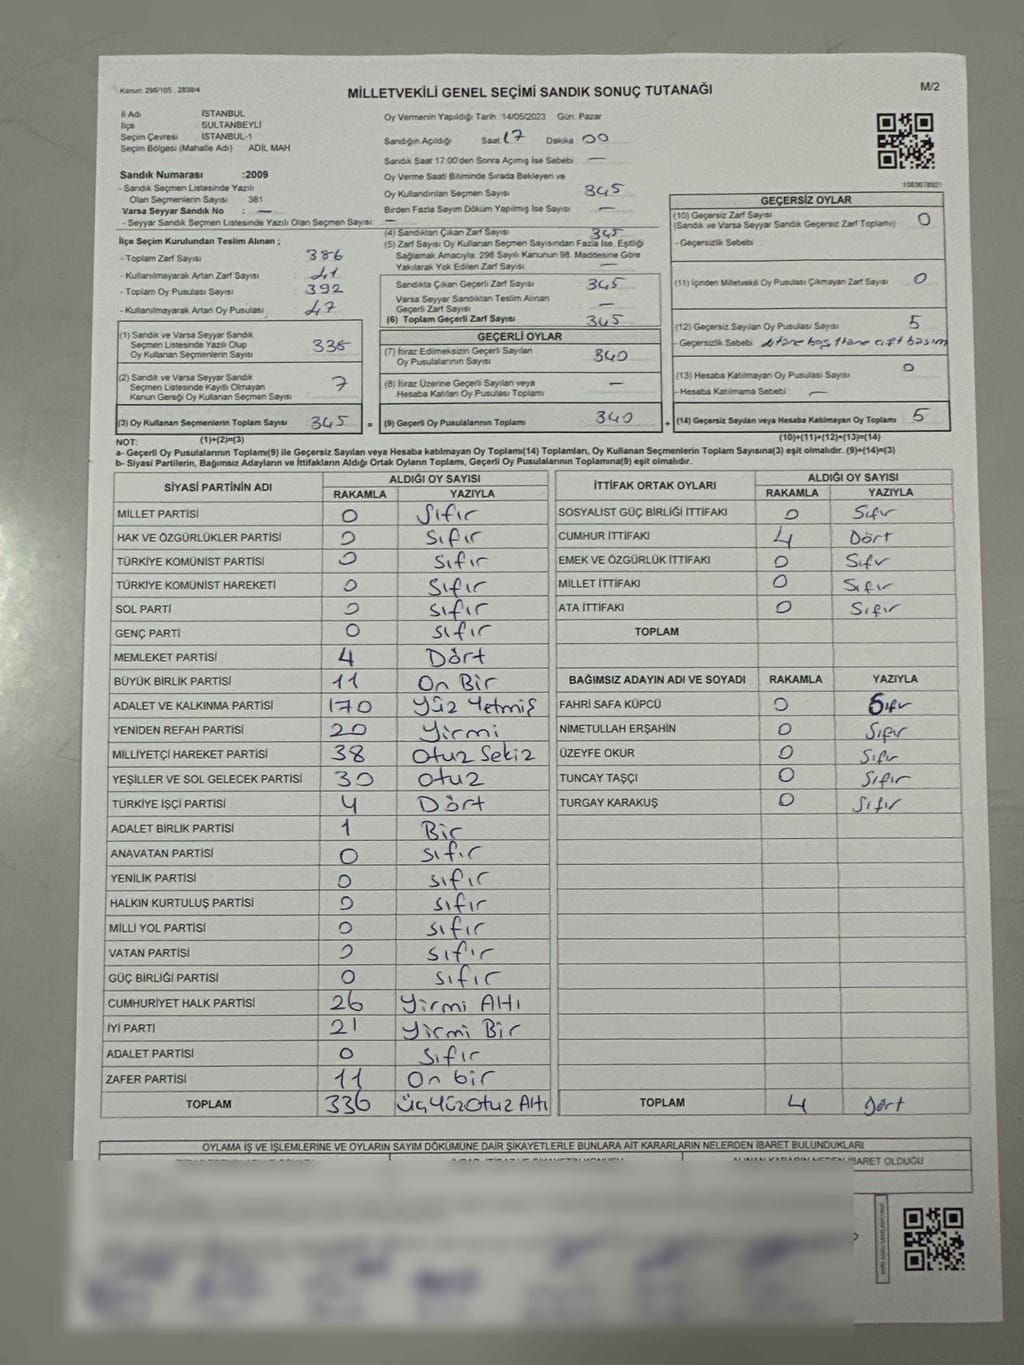 Kanun: 298/105 , 2839/4
MİLLETVEKİLİ GENEL SEÇİMİ SANDIK SONUÇ TUTANAĞI
M/2
İl Adı : İSTANBUL
İlçe : SULTANBEYLİ
Seçim Çevresi : İSTANBUL-1
Seçim Bölgesi (Mahalle Adı) : ADİL MAH
Sandık Numarası :2009
- Sandık Seçmen Listesinde Yazılı
Olan Seçmenlerin Sayısı 381
Varsa Seyyar Sandık No : —
- Seyyar Sandık Seçmen Listesinde Yazılı Olan Seçmen Sayısı:
İlçe Seçim Kurulundan Teslim Alınan ;
- Toplam Zarf Sayısı : 386
- Kullanılmayarak Artan Zarf Sayısı : 41
- Toplam Oy Pusulası Sayısı : 392
- Kullanılmayarak Artan Oy Pusulası : 47
Oy Vermenin Yapıldığı Tarih :14/05/2023 Gün: Pazar
Sandığın Açıldığı Saat: 17 Dakika: 00
Sandık Saat 17:00'den Sonra Açımış İse Sebebi : —
Oy Verme Saati Bitiminde Sırada Bekleyen ve
Oy Kullandırılan Seçmen Sayısı : 345
Birden Fazla Sayım Döküm Yapılmış İse Sayısı : —
(4) Sandıktan Çıkan Zarf Sayısı : 345
(5) Zarf Sayısı Oy Kullanan Seçmen Sayısından Fazla İse, Eşitliği
Sağlamak Amacıyla, 298 Sayılı Kanunun 98. Maddesine Göre
Yakılarak Yok Edilen Zarf Sayısı : —
Sandıkta Çıkan Geçerli Zarf Sayısı : 345
Varsa Seyyar Sandıktan Teslim Alınan
Geçerli Zarf Sayısı : —
(6) Toplam Geçerli Zarf Sayısı : 345
1083678921
GEÇERSİZ OYLAR
(10) Geçersiz Zarf Sayısı : 0
(Sandık ve Varsa Seyyar Sandık Geçersiz Zarf Toplamı)
- Geçersizlik Sebebi
(11) İçinden Milletvekili Oy Pusulası Çıkmayan Zarf Sayısı : 0
(12) Geçersiz Sayılan Oy Pusulası Sayısı : 5
- Geçersizlik Sebebi : 4 tane boş 1 tane çift basım
(13) Hesaba Katılmayan Oy Pusulası Sayısı : 0
- Hesaba Katılmama Sebebi : —
(14) Geçersiz Sayılan veya Hesaba Katılmayan Oy Toplamı : 5
(10)+(11)+(12)+(13)=(14)
(1) Sandık ve Varsa Seyyar Sandık
Seçmen Listesinde Yazılı Olup
Oy Kullanan Seçmenlerin Sayısı : 338
(2) Sandık ve Varsa Seyyar Sandık
Seçmen Listesinde Kayıtlı Olmayan
Kanun Gereği Oy Kullanan Seçmen Sayısı : 7
(3) Oy Kullanan Seçmenlerin Toplam Sayısı : 345
(1)+(2)=(3)
GEÇERLİ OYLAR
(7) İtiraz Edilmeksizin Geçerli Sayılan
Oy Pusulalarının Sayısı : 340
(8) İtiraz Üzerine Geçerli Sayılan veya
Hesaba Katılan Oy Pusulası Toplamı : —
= (9) Geçerli Oy Pusulalarının Toplamı : 340 +
NOT:
a- Geçerli Oy Pusulalarının Toplamı(9) ile Geçersiz Sayılan veya Hesaba katılmayan Oy Toplamı(14) Toplamları, Oy Kullanan Seçmenlerin Toplam Sayısına(3) eşit olmalıdır. (9)+(14)=(3)
b- Siyasi Partilerin, Bağımsız Adayların ve İttifakların Aldığı Ortak Oyların Toplamı, Geçerli Oy Pusulalarının Toplamına(9) eşit olmalıdır.
SİYASİ PARTİNİN ADI ALDIĞI OY SAYISI
RAKAMLA YAZIYLA
MİLLET PARTİSİ 0 Sıfır
HAK VE ÖZGÜRLÜKLER PARTİSİ 0 Sıfır
TÜRKİYE KOMÜNİST PARTİSİ 0 Sıfır
TÜRKİYE KOMÜNİST HAREKETİ 0 Sıfır
SOL PARTİ 0 Sıfır
GENÇ PARTİ 0 Sıfır
MEMLEKET PARTİSİ 4 Dört
BÜYÜK BİRLİK PARTİSİ 11 On Bir
ADALET VE KALKINMA PARTİSİ 170 Yüz Yetmiş
YENİDEN REFAH PARTİSİ 20 Yirmi
MİLLİYETÇİ HAREKET PARTİSİ 38 Otuz Sekiz
YEŞİLLER VE SOL GELECEK PARTİSİ 30 Otuz
TÜRKİYE İŞÇİ PARTİSİ 4 Dört
ADALET BİRLİK PARTİSİ 1 Bir
ANAVATAN PARTİSİ 0 Sıfır
YENİLİK PARTİSİ 0 Sıfır
HALKIN KURTULUŞ PARTİSİ 0 Sıfır
MİLLİ YOL PARTİSİ 0 Sıfır
VATAN PARTİSİ 0 Sıfır
GÜÇ BİRLİĞİ PARTİSİ 0 Sıfır
CUMHURİYET HALK PARTİSİ 26 Yirmi Altı
İYİ PARTİ 21 Yirmi Bir
ADALET PARTİSİ 0 Sıfır
ZAFER PARTİSİ 11 On bir
TOPLAM 336 Üç Yüz Otuz Altı
İTTİFAK ORTAK OYLARI ALDIĞI OY SAYISI
RAKAMLA YAZIYLA
SOSYALİST GÜÇ BİRLİĞİ İTTİFAKI 0 Sıfır
CUMHUR İTTİFAKI 4 Dört
EMEK VE ÖZGÜRLÜK İTTİFAKI 0 Sıfır
MİLLET İTTİFAKI 0 Sıfır
ATA İTTİFAKI 0 Sıfır
TOPLAM
BAĞIMSIZ ADAYIN ADI VE SOYADI RAKAMLA YAZIYLA
FAHRİ SAFA KÜPCÜ 0 Sıfır
NİMETULLAH ERŞAHİN 0 Sıfır
ÜZEYFE OKUR 0 Sıfır
TUNCAY TAŞÇI 0 Sıfır
TURGAY KARAKUŞ 0 Sıfır
TOPLAM 4 Dört
OYLAMA İŞ VE İŞLEMLERİNE VE OYLARIN SAYIM DÖKÜMÜNE DAİR ŞİKAYETLERLE BUNLARA AİT KARARLARIN NELERDEN İBARET BULUNDUKLARI
ALINAN KARARIN NEDEN İBARET OLDUĞU